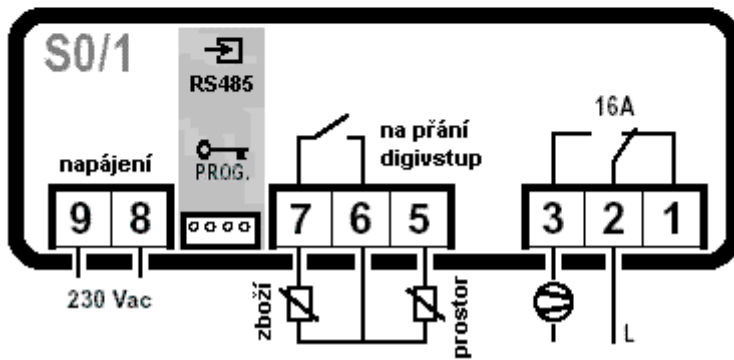 S0/1
RS485
PROG.
napájení
na přání
digivstup
16A
9 8
7 6 5
3 2 1
230 Vac
zboží
prostor
L